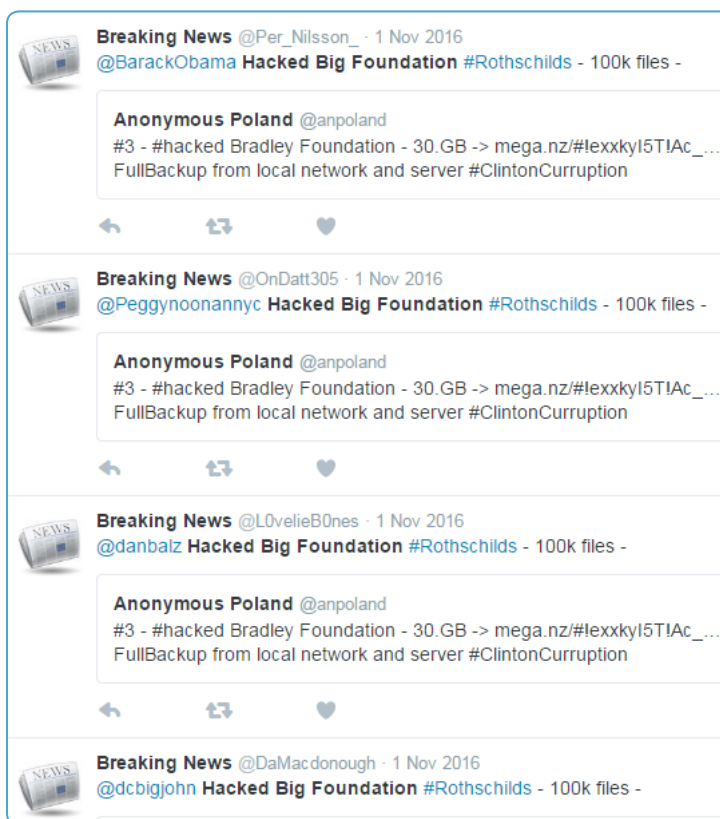 NEWS
Breaking News @Per_Nilsson_ · 1 Nov 2016
@BarackObama Hacked Big Foundation #Rothschilds - 100k files -
Anonymous Poland @anpoland
#3 - #hacked Bradley Foundation - 30.GB -> mega.nz/#!exxkyI5T!Ac_...
FullBackup from local network and server #ClintonCurruption
NEWS
Breaking News @OnDatt305 · 1 Nov 2016
@Peggynoonannyc Hacked Big Foundation #Rothschilds - 100k files -
Anonymous Poland @anpoland
#3 - #hacked Bradley Foundation - 30.GB -> mega.nz/#!exxkyI5T!Ac_...
FullBackup from local network and server #ClintonCurruption
NEWS
Breaking News @L0velieB0nes · 1 Nov 2016
@danbalz Hacked Big Foundation #Rothschilds - 100k files -
Anonymous Poland @anpoland
#3 - #hacked Bradley Foundation - 30.GB -> mega.nz/#!exxkyI5T!Ac_...
FullBackup from local network and server #ClintonCurruption
NEWS
Breaking News @DaMacdonough · 1 Nov 2016
@dcbigjohn Hacked Big Foundation #Rothschilds - 100k files -